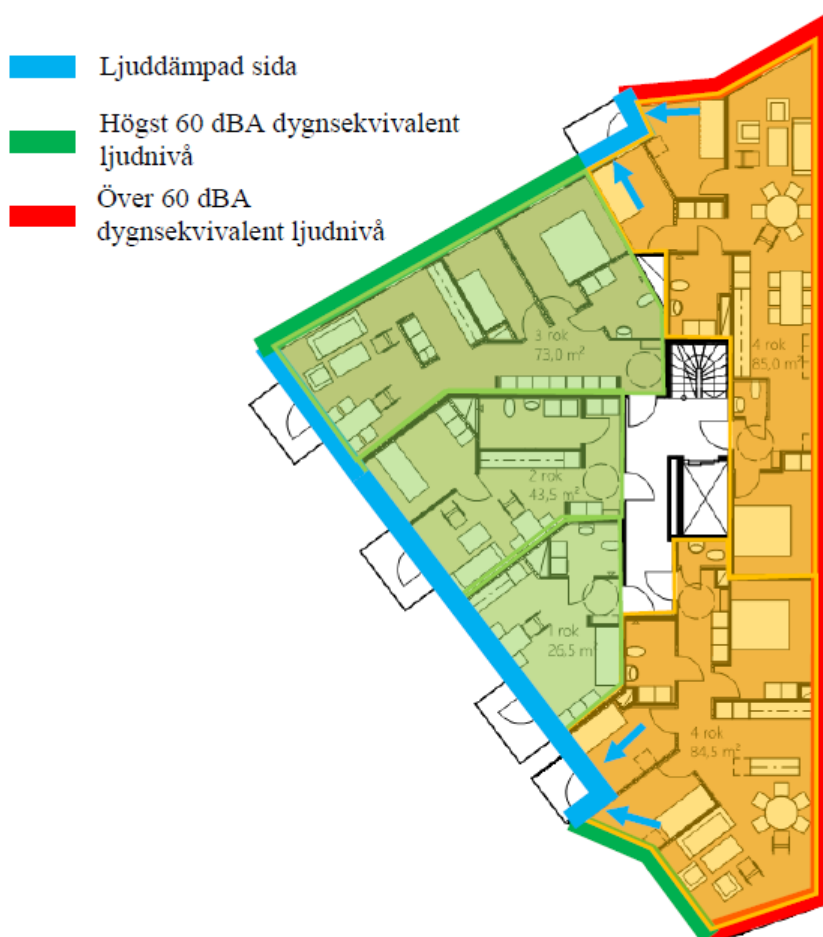 Ljuddämpad sida
Högst 60 dBA dygnsekvivalent
ljudnivå
Över 60 dBA
dygnsekvivalent ljudnivå
3 rok
73,0 m²
4 rok
85,0 m²
2 rok
43,5 m²
1 rok
26,5 m²
4 rok
84,5 m²